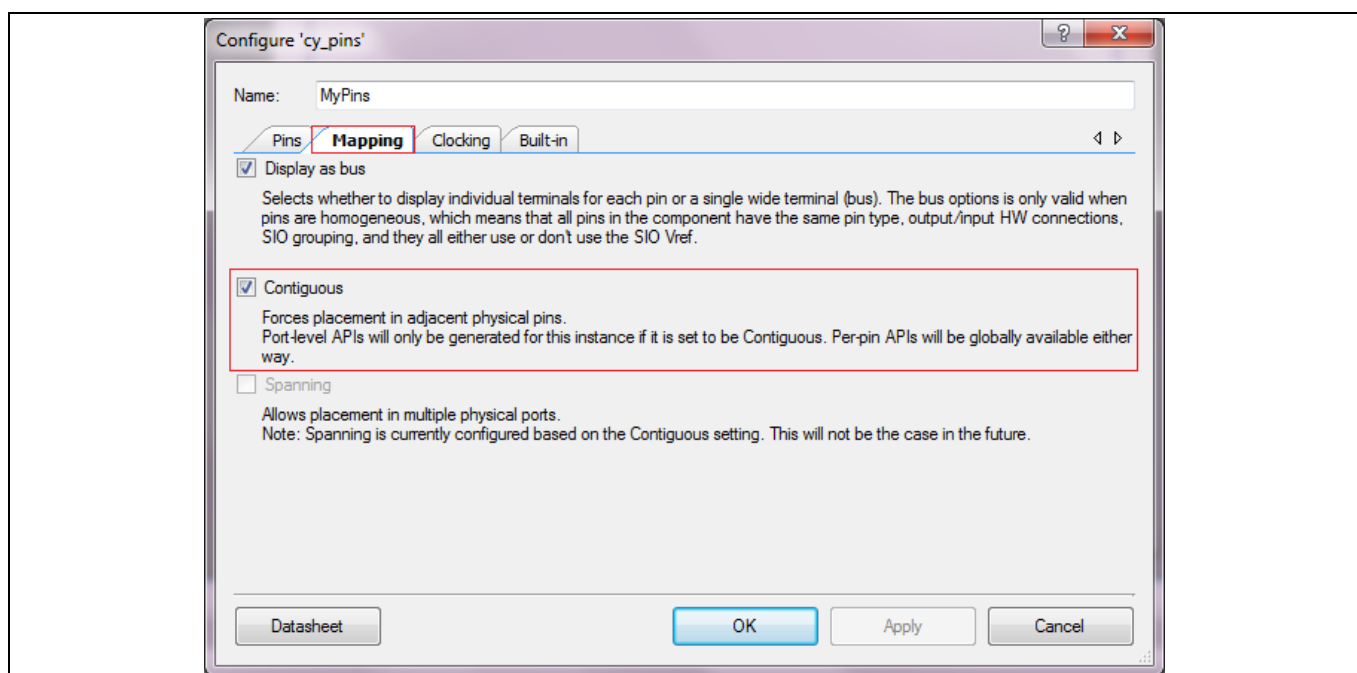 Configure 'cy_pins'
Name: MyPins
Pins Mapping Clocking Built-in
Display as bus
Selects whether to display individual terminals for each pin or a single wide terminal (bus). The bus options is only valid when
pins are homogeneous, which means that all pins in the component have the same pin type, output/input HW connections,
SIO grouping, and they all either use or don't use the SIO Vref.
Contiguous
Forces placement in adjacent physical pins.
Port-level APIs will only be generated for this instance if it is set to be Contiguous. Per-pin APIs will be globally available either
way.
Spanning
Allows placement in multiple physical ports.
Note: Spanning is currently configured based on the Contiguous setting. This will not be the case in the future.
Datasheet OK Apply Cancel